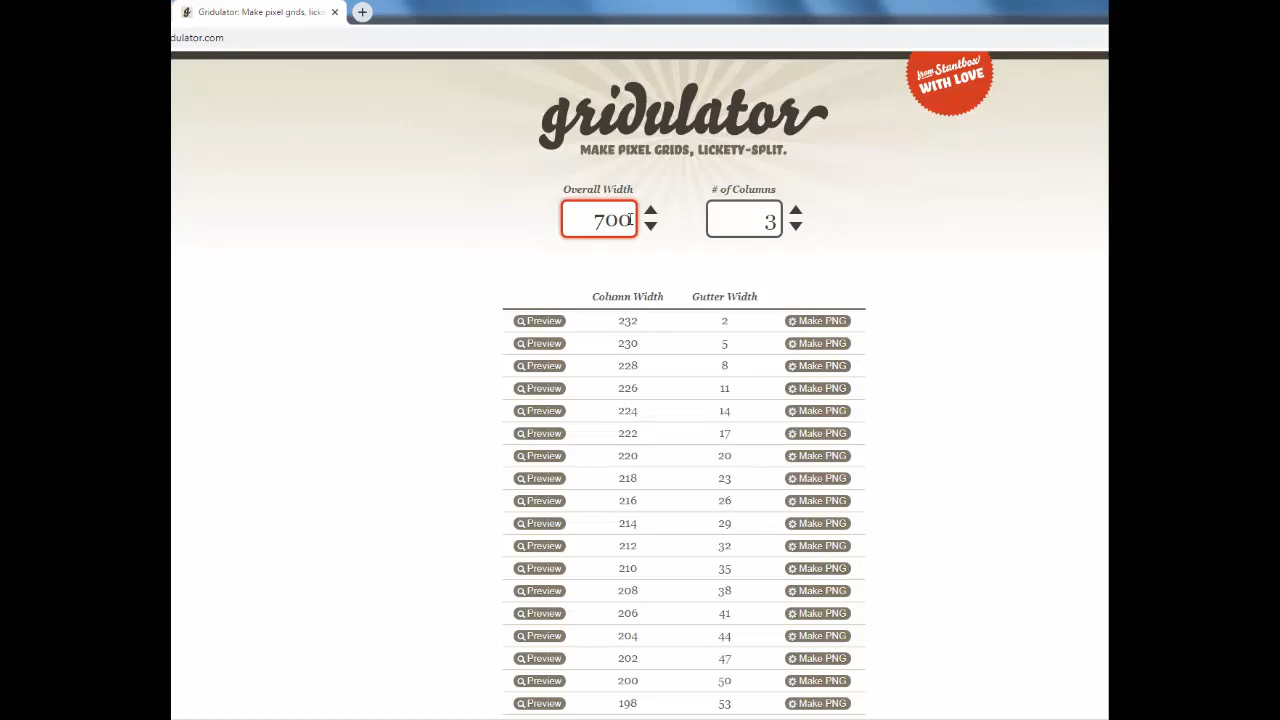 Gridulator: Make pixel grids, licke
dulator.com
from Stuntbox
WITH LOVE
gridulator
MAKE PIXEL GRIDS, LICKETY-SPLIT.
Overall Width # of Columns
700 3
Column Width Gutter Width
Preview 232 2 Make PNG
Preview 230 5 Make PNG
Preview 228 8 Make PNG
Preview 226 11 Make PNG
Preview 224 14 Make PNG
Preview 222 17 Make PNG
Preview 220 20 Make PNG
Preview 218 23 Make PNG
Preview 216 26 Make PNG
Preview 214 29 Make PNG
Preview 212 32 Make PNG
Preview 210 35 Make PNG
Preview 208 38 Make PNG
Preview 206 41 Make PNG
Preview 204 44 Make PNG
Preview 202 47 Make PNG
Preview 200 50 Make PNG
Preview 198 53 Make PNG